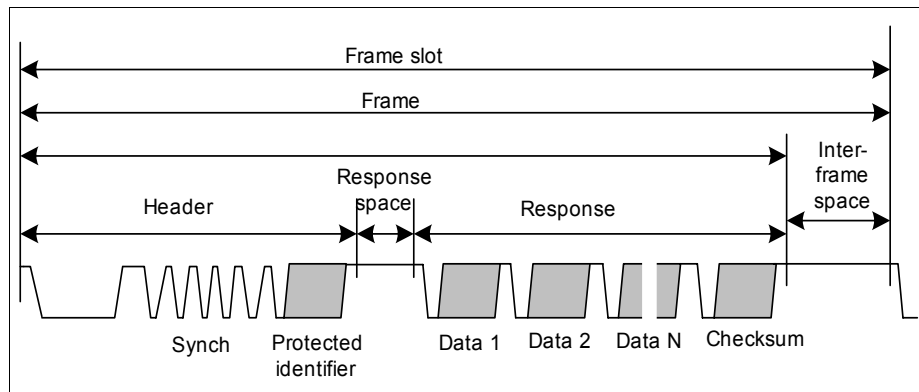 Frame slot
Frame
Header
Response
space
Response
Inter-
frame
space
Synch
Protected
identifier
Data 1
Data 2
Data N
Checksum